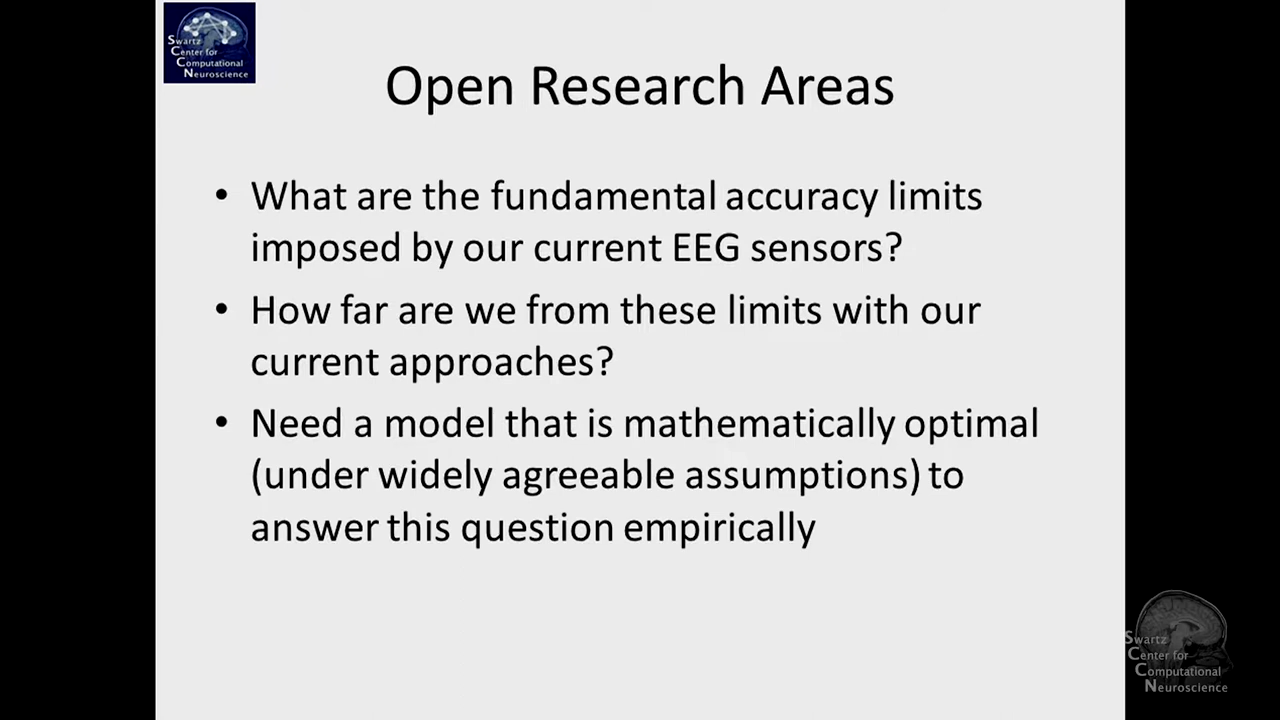 Swartz
Center for
Computational
Neuroscience
Open Research Areas
• What are the fundamental accuracy limits
imposed by our current EEG sensors?
• How far are we from these limits with our
current approaches?
• Need a model that is mathematically optimal
(under widely agreeable assumptions) to
answer this question empirically
Swartz
Center for
Computational
Neuroscience